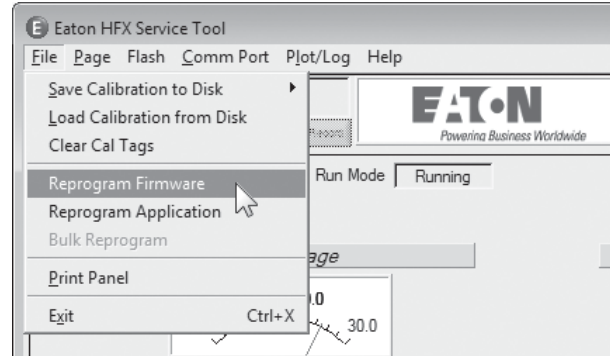 Eaton HFX Service Tool
File Page Flash Comm Port Plot/Log Help
Save Calibration to Disk
Load Calibration from Disk
Clear Cal Tags
EATON
Powering Business Worldwide
Reprogram Firmware
Run Mode Running
Reprogram Application
Bulk Reprogram
age
Print Panel
.0
Exit Ctrl+X
30.0